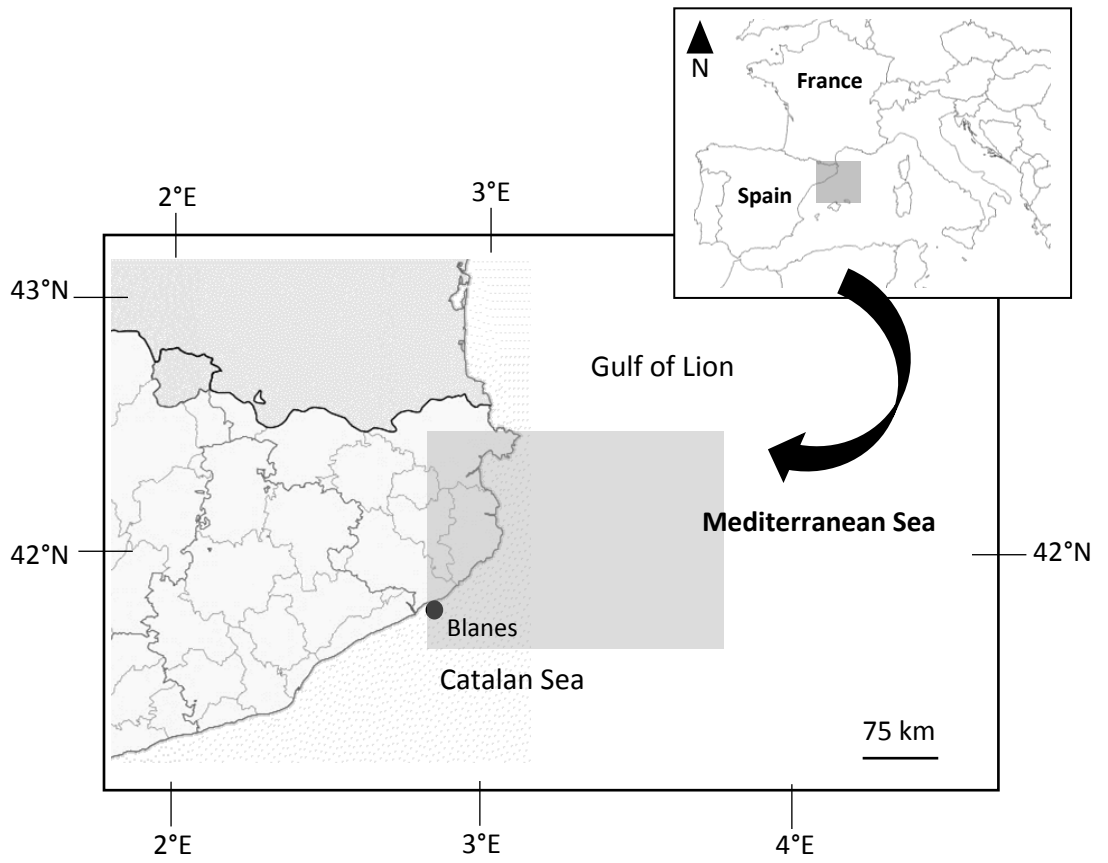 N
France
Spain
2°E
3°E
43°N
Gulf of Lion
Mediterranean Sea
42°N
42°N
Blanes
Catalan Sea
75 km
2°E
3°E
4°E